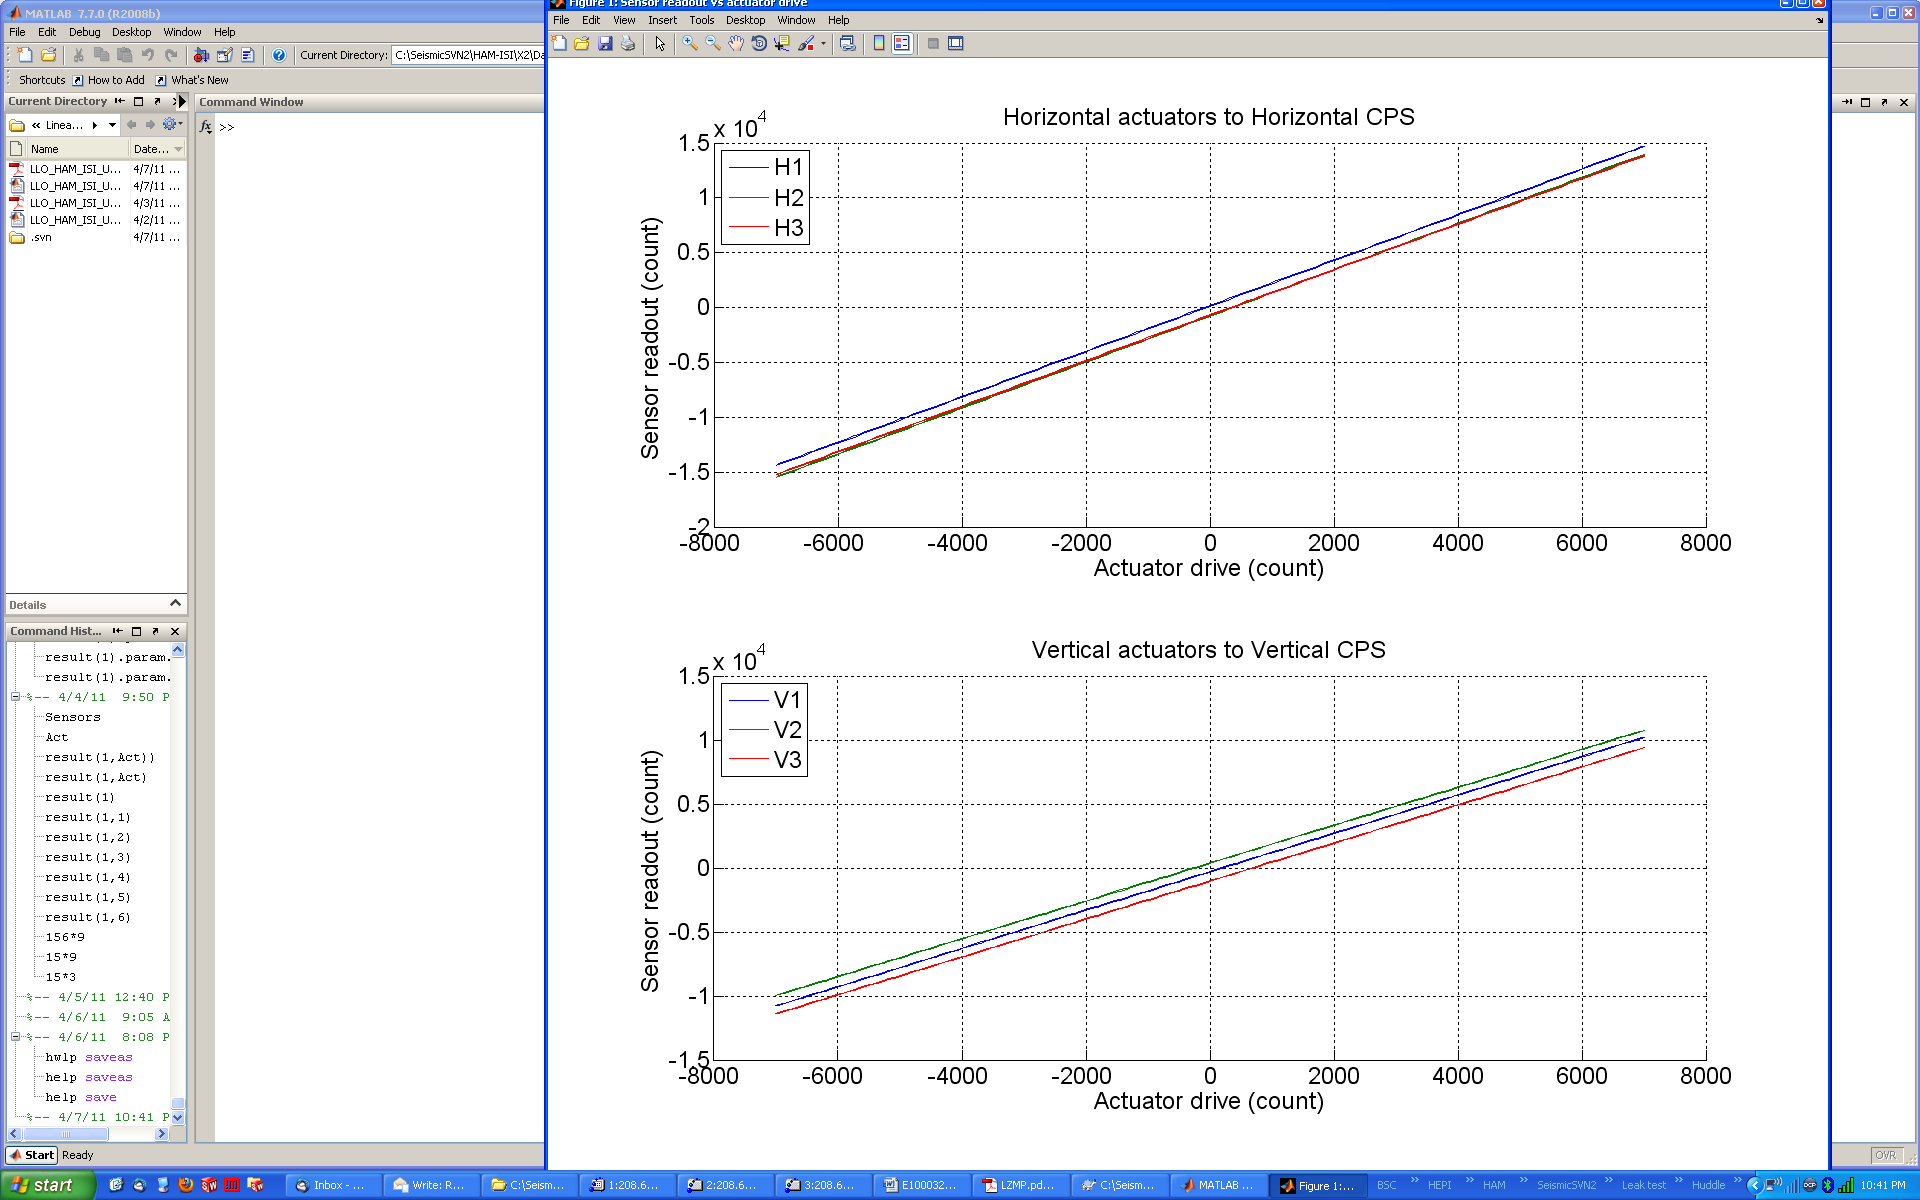 MATLAB 7.7.0 (R2008b)
File Edit Debug Desktop Window Help
Current Directory: C:\SeismicSVN2\HAM-ISI\X2\Da
Shortcuts How to Add What's New
Current Directory
« Linea...
Name Date...
LLO_HAM_ISI_U... 4/7/11 ...
LLO_HAM_ISI_U... 4/7/11 ...
LLO_HAM_ISI_U... 4/3/11 ...
LLO_HAM_ISI_U... 4/2/11 ...
.svn 4/7/11 ...
Details
Command Hist...
result(1).param.
result(1).param.
%-- 4/4/11 9:50 P
Sensors
Act
result(1,Act))
result(1,Act)
result(1)
result(1,1)
result(1,2)
result(1,3)
result(1,4)
result(1,5)
result(1,6)
156*9
15*9
15*3
%-- 4/5/11 12:40 P
%-- 4/6/11 9:05 A
%-- 4/6/11 8:08 P
hwlp saveas
help saveas
help save
%-- 4/7/11 10:41 P
Command Window
fx >>
Figure 1: Sensor readout vs actuator drive
File Edit View Insert Tools Desktop Window Help
Horizontal actuators to Horizontal CPS
x 10^4
1.5
1
0.5
0
-0.5
-1
-1.5
-2
Sensor readout (count)
H1
H2
H3
-8000 -6000 -4000 -2000 0 2000 4000 6000 8000
Actuator drive (count)
Vertical actuators to Vertical CPS
x 10^4
1.5
1
0.5
0
-0.5
-1
-1.5
Sensor readout (count)
V1
V2
V3
-8000 -6000 -4000 -2000 0 2000 4000 6000 8000
Actuator drive (count)
Start Ready
OVR
start
Inbox - ... Write: R... C:\Seism... 1:208.6... 2:208.6... 3:208.6... E100032... LZMP.pd... C:\Seism... MATLAB ... Figure 1:... BSC » HEPI » HAM » SeismicSVN2 » Leak test » Huddle » 10:41 PM